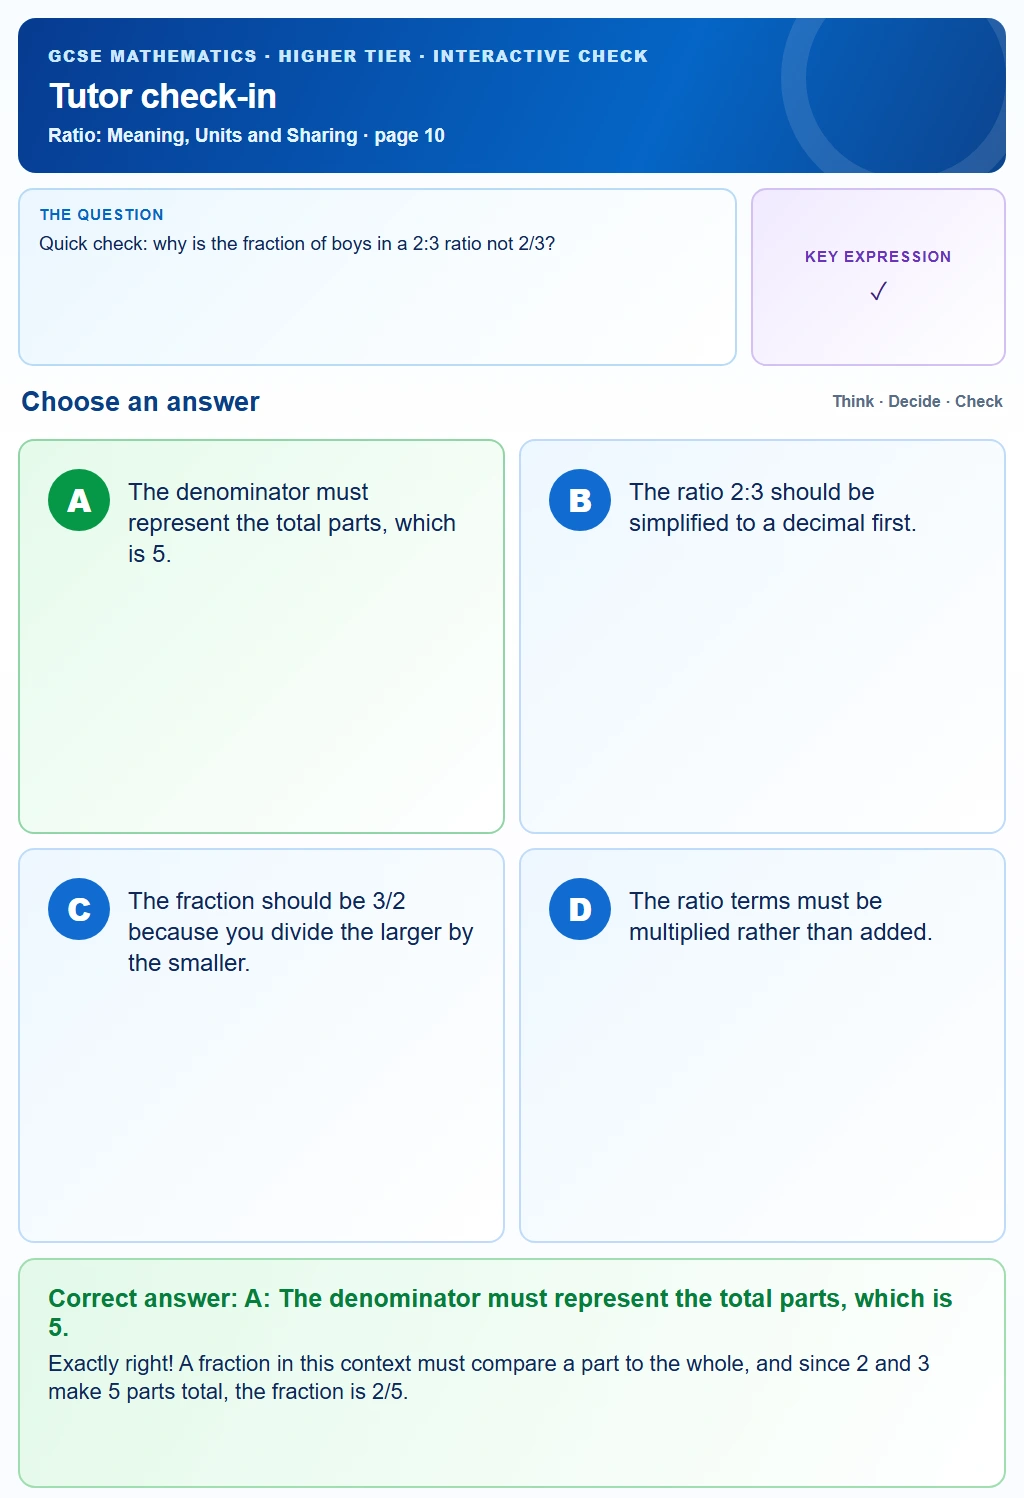 GCSE MATHEMATICS · HIGHER TIER · INTERACTIVE CHECK
Tutor check-in
Ratio: Meaning, Units and Sharing · page 10
THE QUESTION
Quick check: why is the fraction of boys in a 2:3 ratio not 2/3?
KEY EXPRESSION
✓
Choose an answer
Think · Decide · Check
A
The denominator must
represent the total parts, which
is 5.
B
The ratio 2:3 should be
simplified to a decimal first.
C
The fraction should be 3/2
because you divide the larger by
the smaller.
D
The ratio terms must be
multiplied rather than added.
Correct answer: A: The denominator must represent the total parts, which is
5.
Exactly right! A fraction in this context must compare a part to the whole, and since 2 and 3
make 5 parts total, the fraction is 2/5.